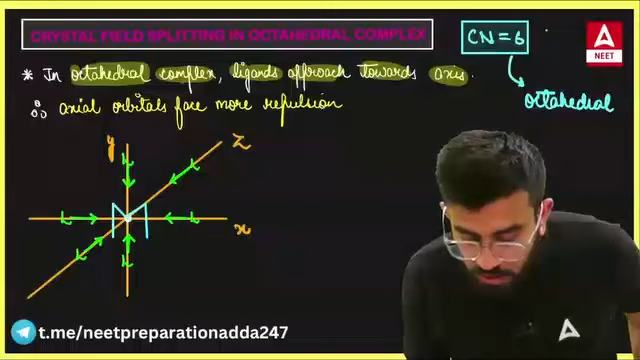 CRYSTAL FIELD SPLITTING IN OCTAHEDRAL COMPLEX
CN = 6
A
NEET
* In octahedral complex, ligands approach towards axis.
octahedral
∴ axial orbitals face more repulsion
y
z
L
L
L
M
L
x
L
L
A
t.me/neetpreparationadda247